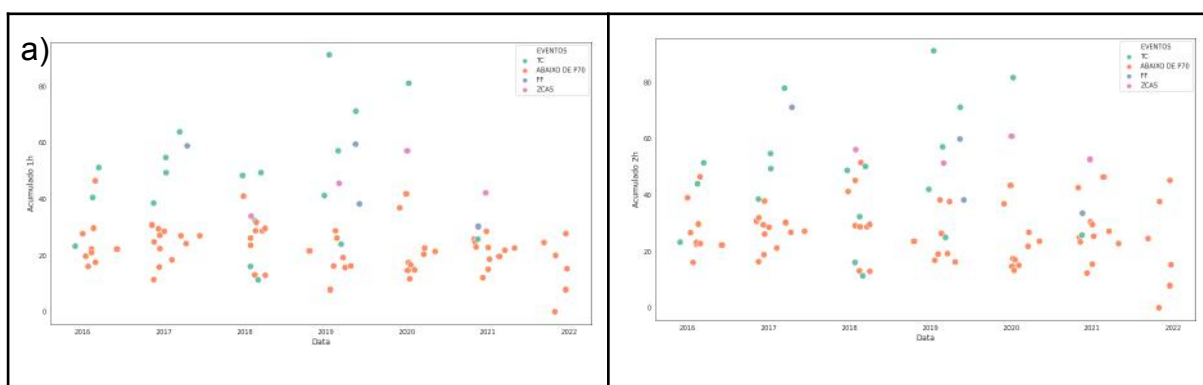 a)
EVENTOS
TC
ABAIXO DE P70
FF
ZCAS
Acumulado 1h
80
60
40
20
0
2016 2017 2018 2019 2020 2021 2022
Data
EVENTOS
TC
ABAIXO DE P70
FF
ZCAS
Acumulado 2h
80
60
40
20
0
2016 2017 2018 2019 2020 2021 2022
Data